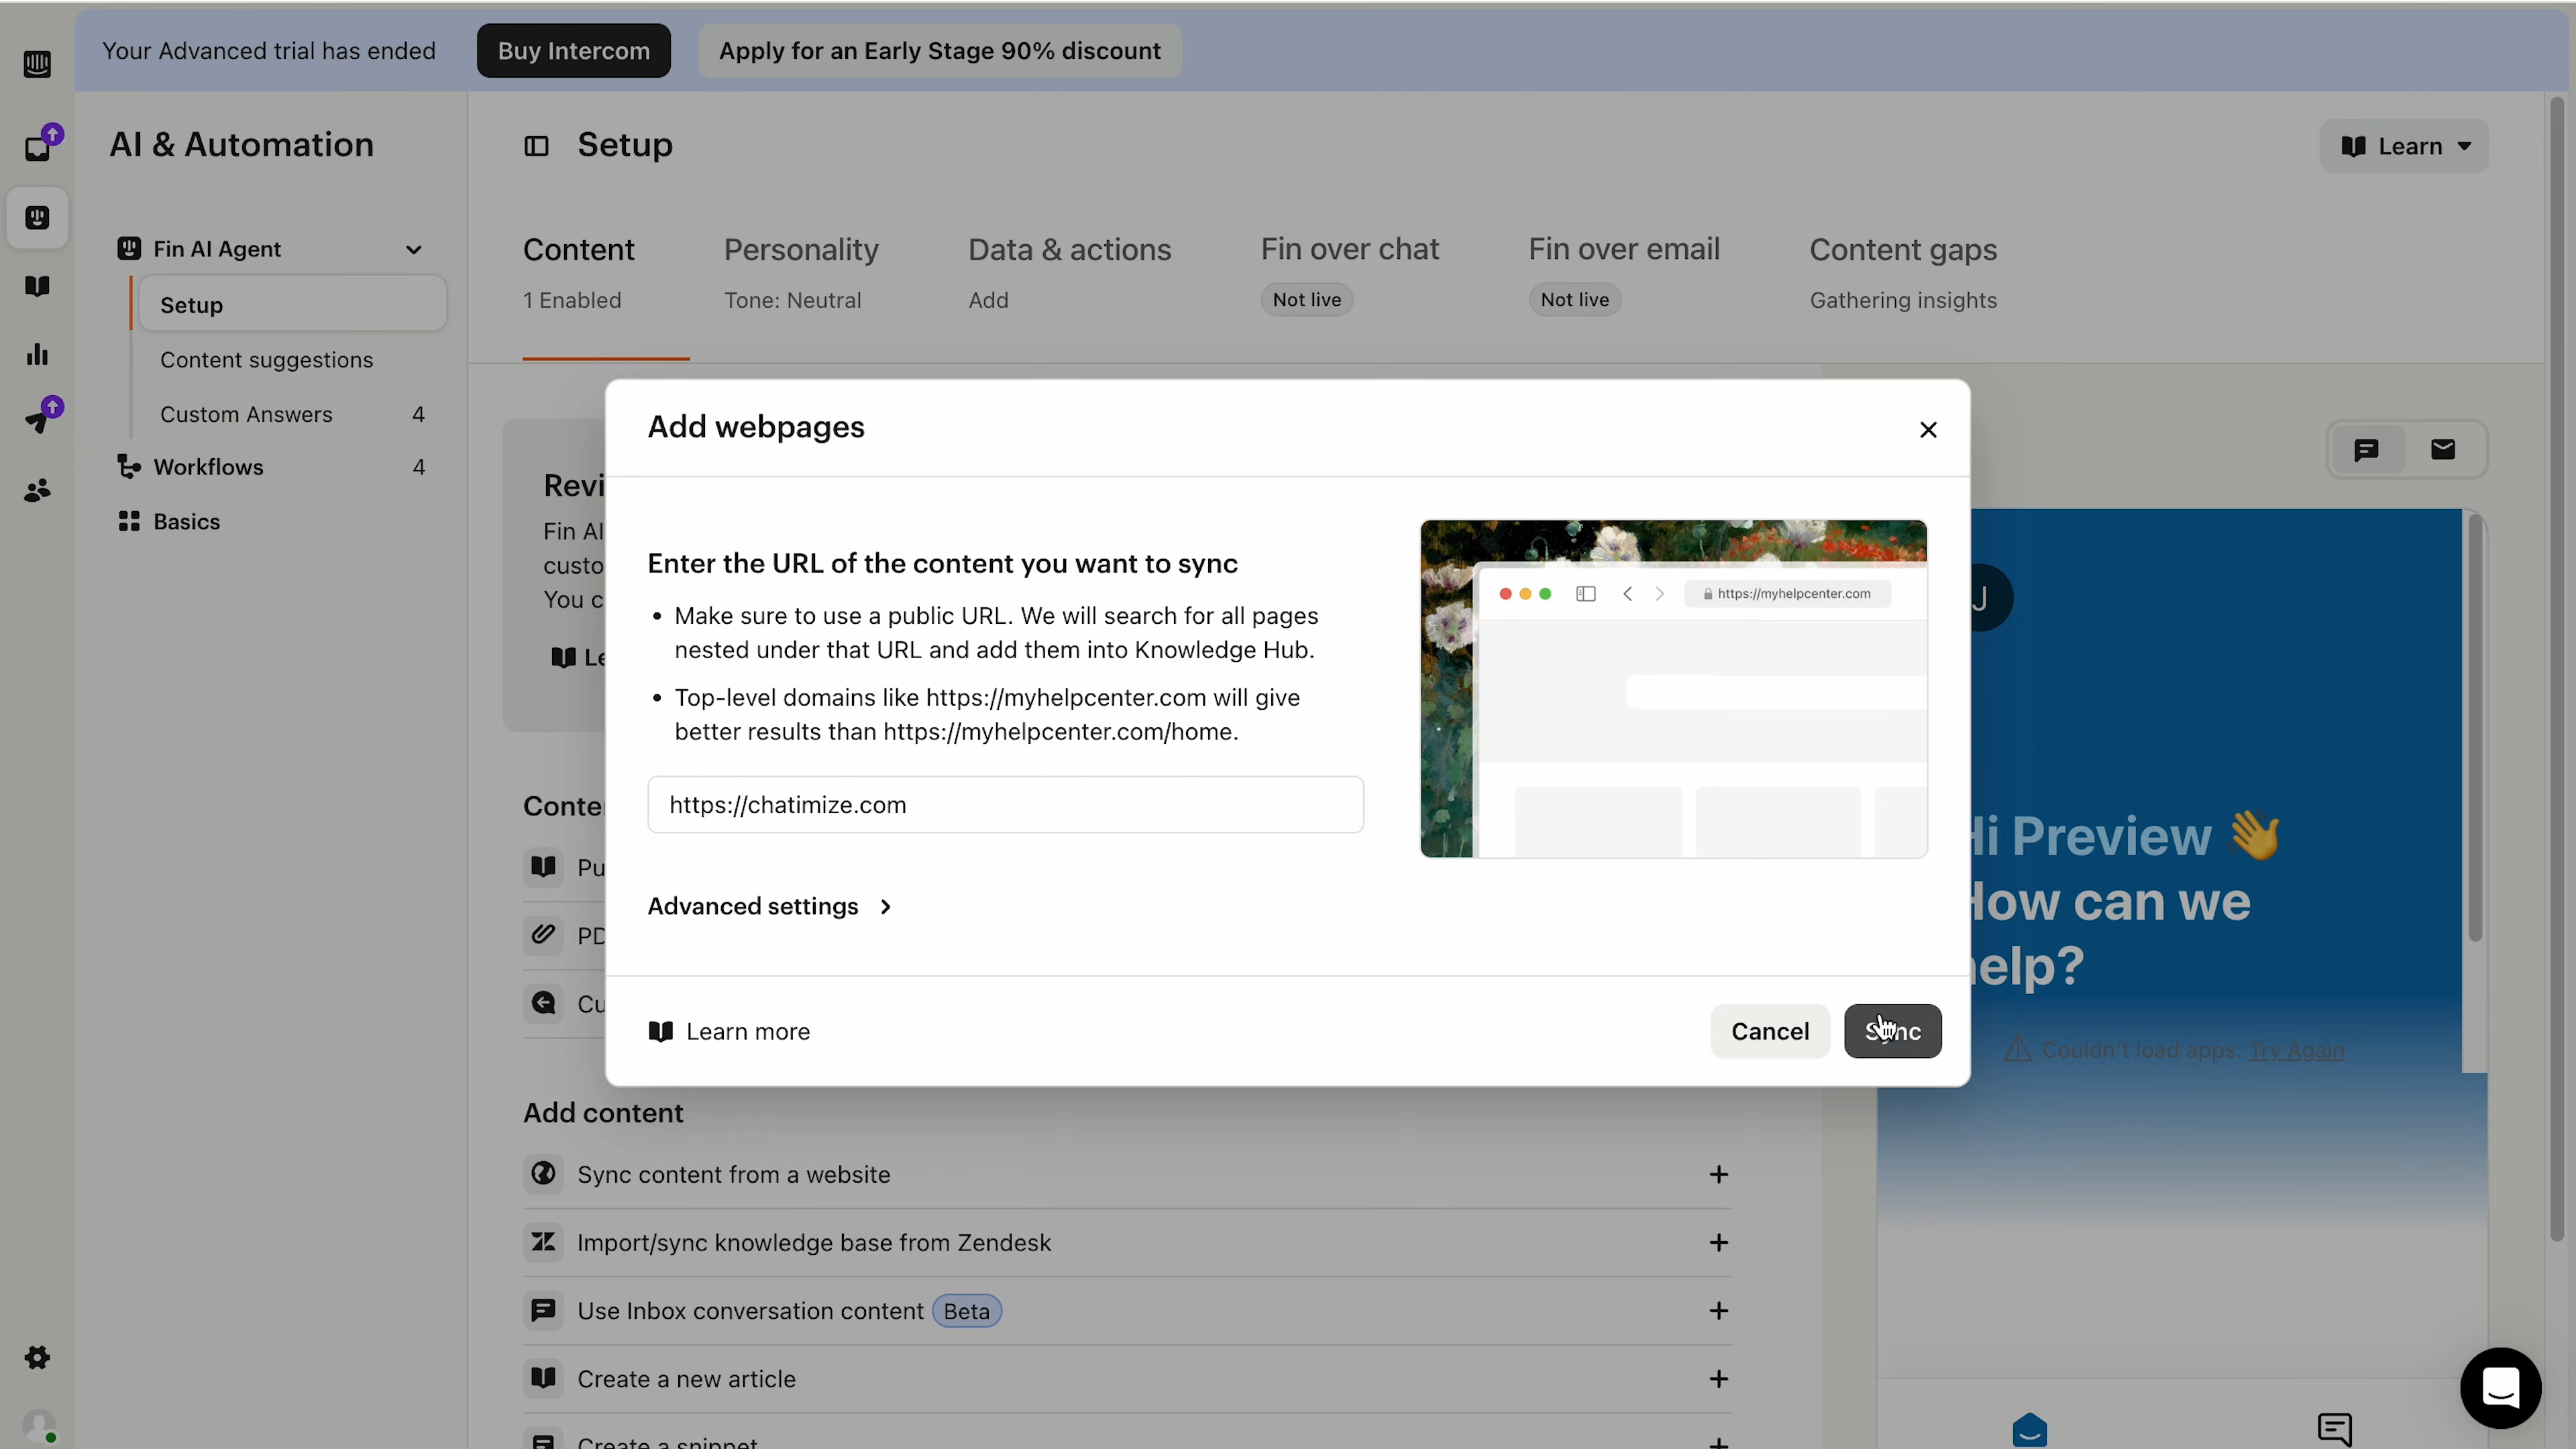 Your Advanced trial has ended
Buy Intercom
Apply for an Early Stage 90% discount
AI & Automation
Fin AI Agent
Setup
Content suggestions
Custom Answers 4
Workflows 4
Basics
Setup
Learn
Content
1 Enabled
Personality
Tone: Neutral
Data & actions
Add
Fin over chat
Not live
Fin over email
Not live
Content gaps
Gathering insights
Fin AI
You c
Add webpages
Enter the URL of the content you want to sync
• Make sure to use a public URL. We will search for all pages
nested under that URL and add them into Knowledge Hub.
• Top-level domains like https://myhelpcenter.com will give
better results than https://myhelpcenter.com/home.
https://chatimize.com
Advanced settings
https://myhelpcenter.com
Learn more
Cancel
Sync
J
Hi Preview 👋
How can we
help?
Couldn't load apps. Try Again
Add content
Sync content from a website
Import/sync knowledge base from Zendesk
Use Inbox conversation content Beta
Create a new article
Create a snippet